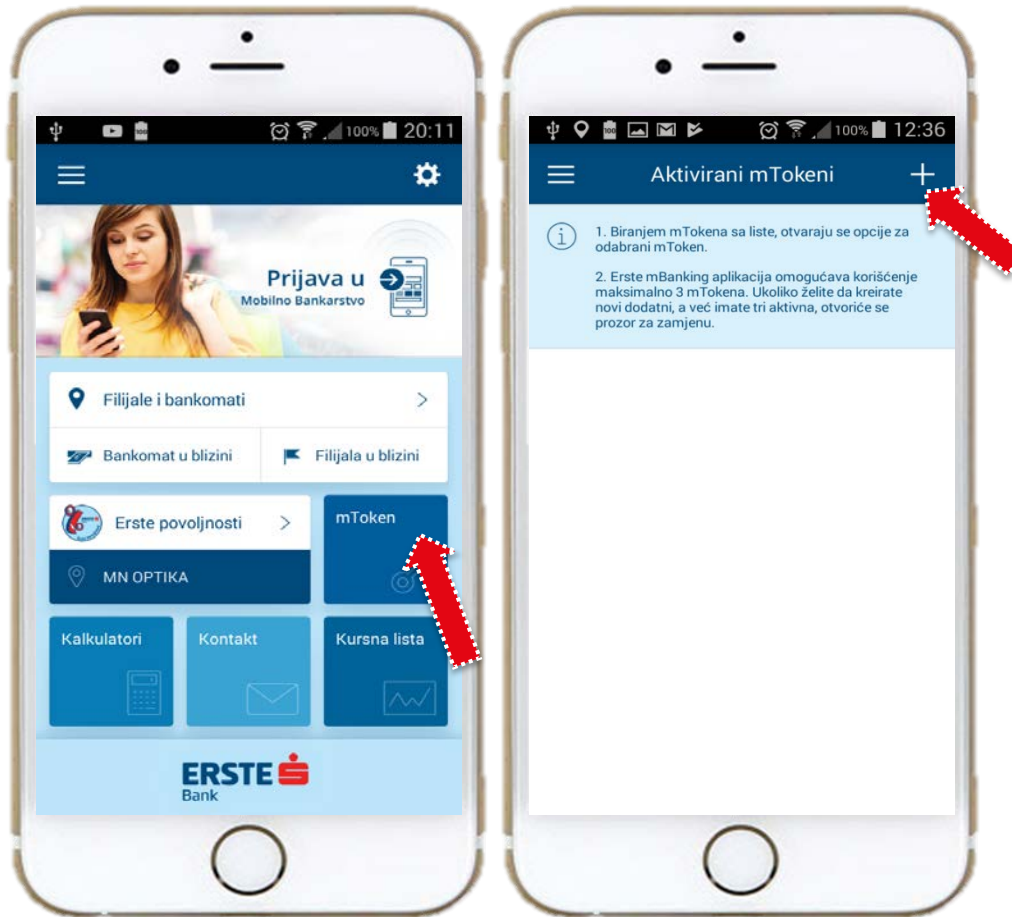 20:11
100%
Prijava u
Mobilno Bankarstvo
Filijale i bankomati
Bankomat u blizini
Filijala u blizini
Erste povoljnosti
MN OPTIKA
mToken
Kalkulatori
Kontakt
Kursna lista
ERSTE
Bank
100% 12:36
Aktivirani mTokeni
1. Biranjem mTokena sa liste, otvaraju se opcije za
odabrani mToken.
2. Erste mBanking aplikacija omogućava korišćenje
maksimalno 3 mTokena. Ukoliko želite da kreirate
novi dodatni, a već imate tri aktivna, otvoriće se
prozor za zamjenu.